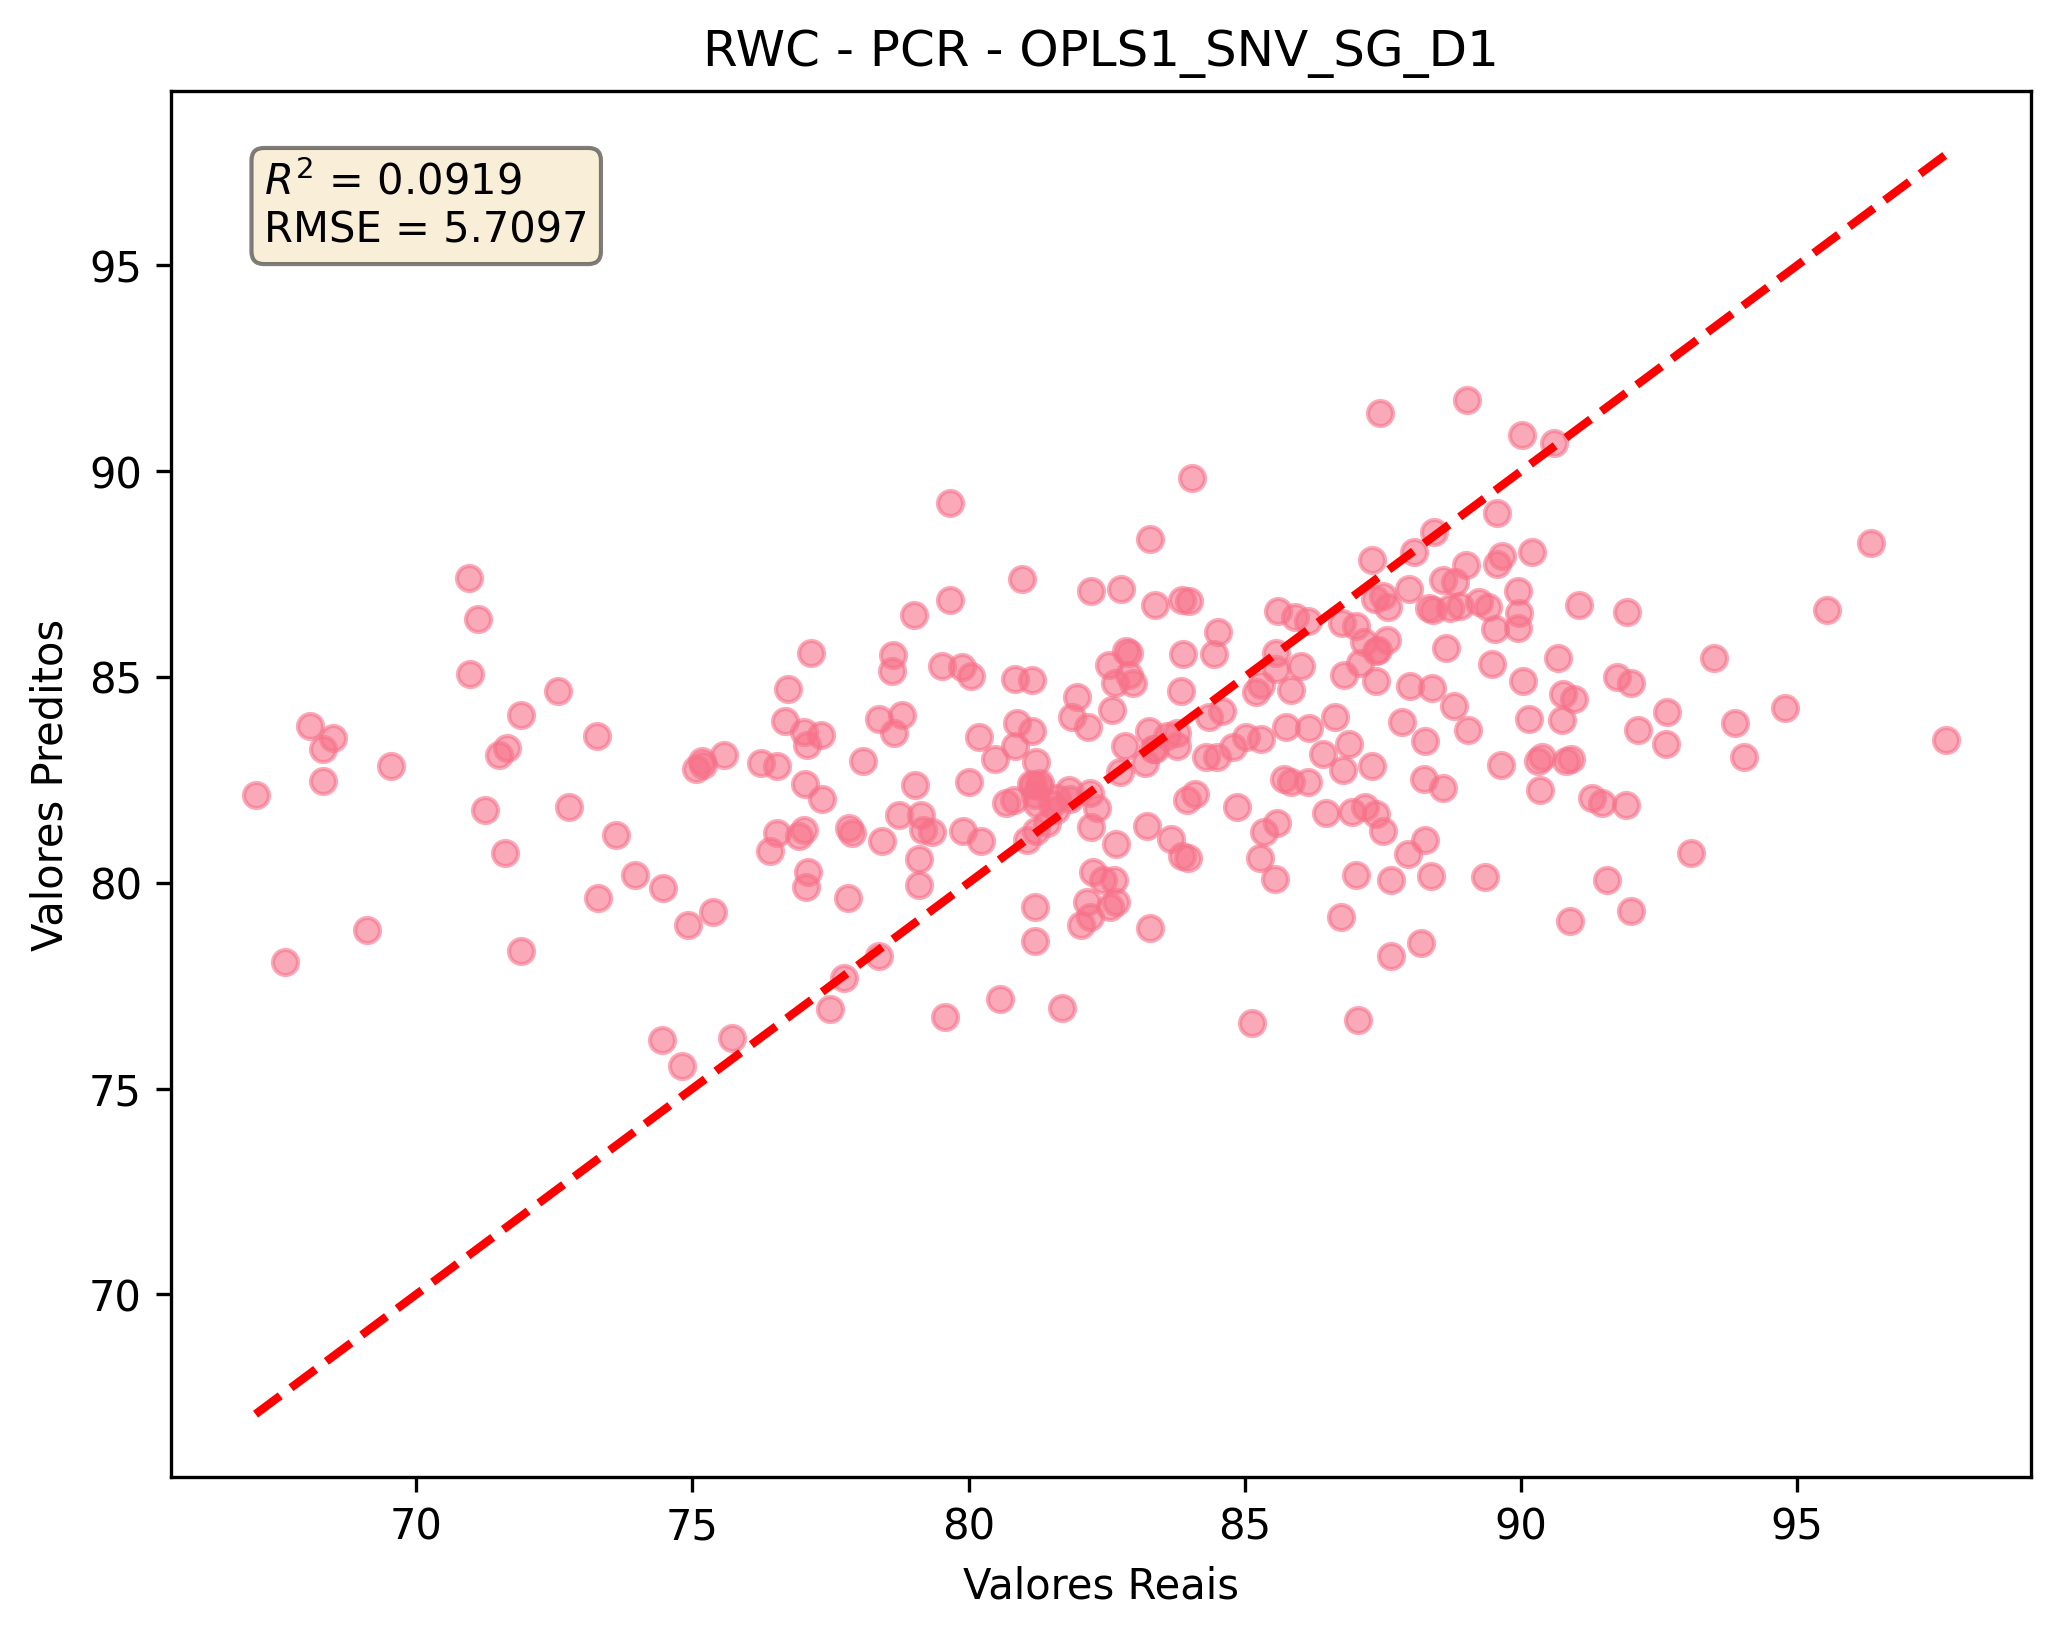 RWC - PCR - OPLS1_SNV_SG_D1
R² = 0.0919
RMSE = 5.7097
Valores Preditos
95
90
85
80
75
70
70
75
80
85
90
95
Valores Reais